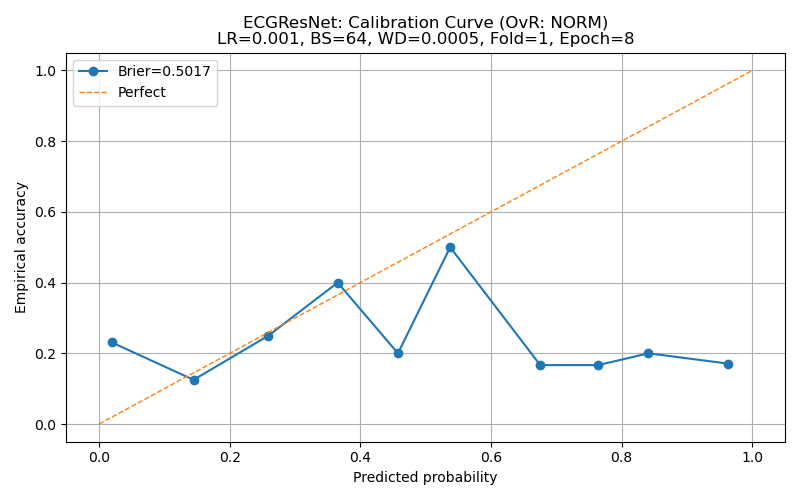 ECGResNet: Calibration Curve (OvR: NORM)
LR=0.001, BS=64, WD=0.0005, Fold=1, Epoch=8
Brier=0.5017
Perfect
1.0
0.8
0.6
0.4
0.2
0.0
Empirical accuracy
0.0 0.2 0.4 0.6 0.8 1.0
Predicted probability